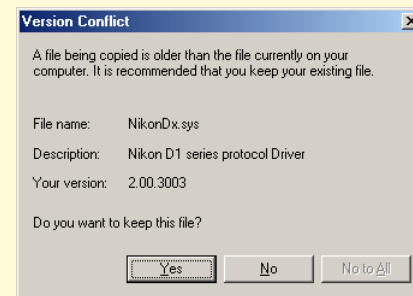 Version Conflict
A file being copied is older than the file currently on your
computer. It is recommended that you keep your existing file.
File name: NikonDx.sys
Description: Nikon D1 series protocol Driver
Your version: 2.00.3003
Do you want to keep this file?
Yes No No to All